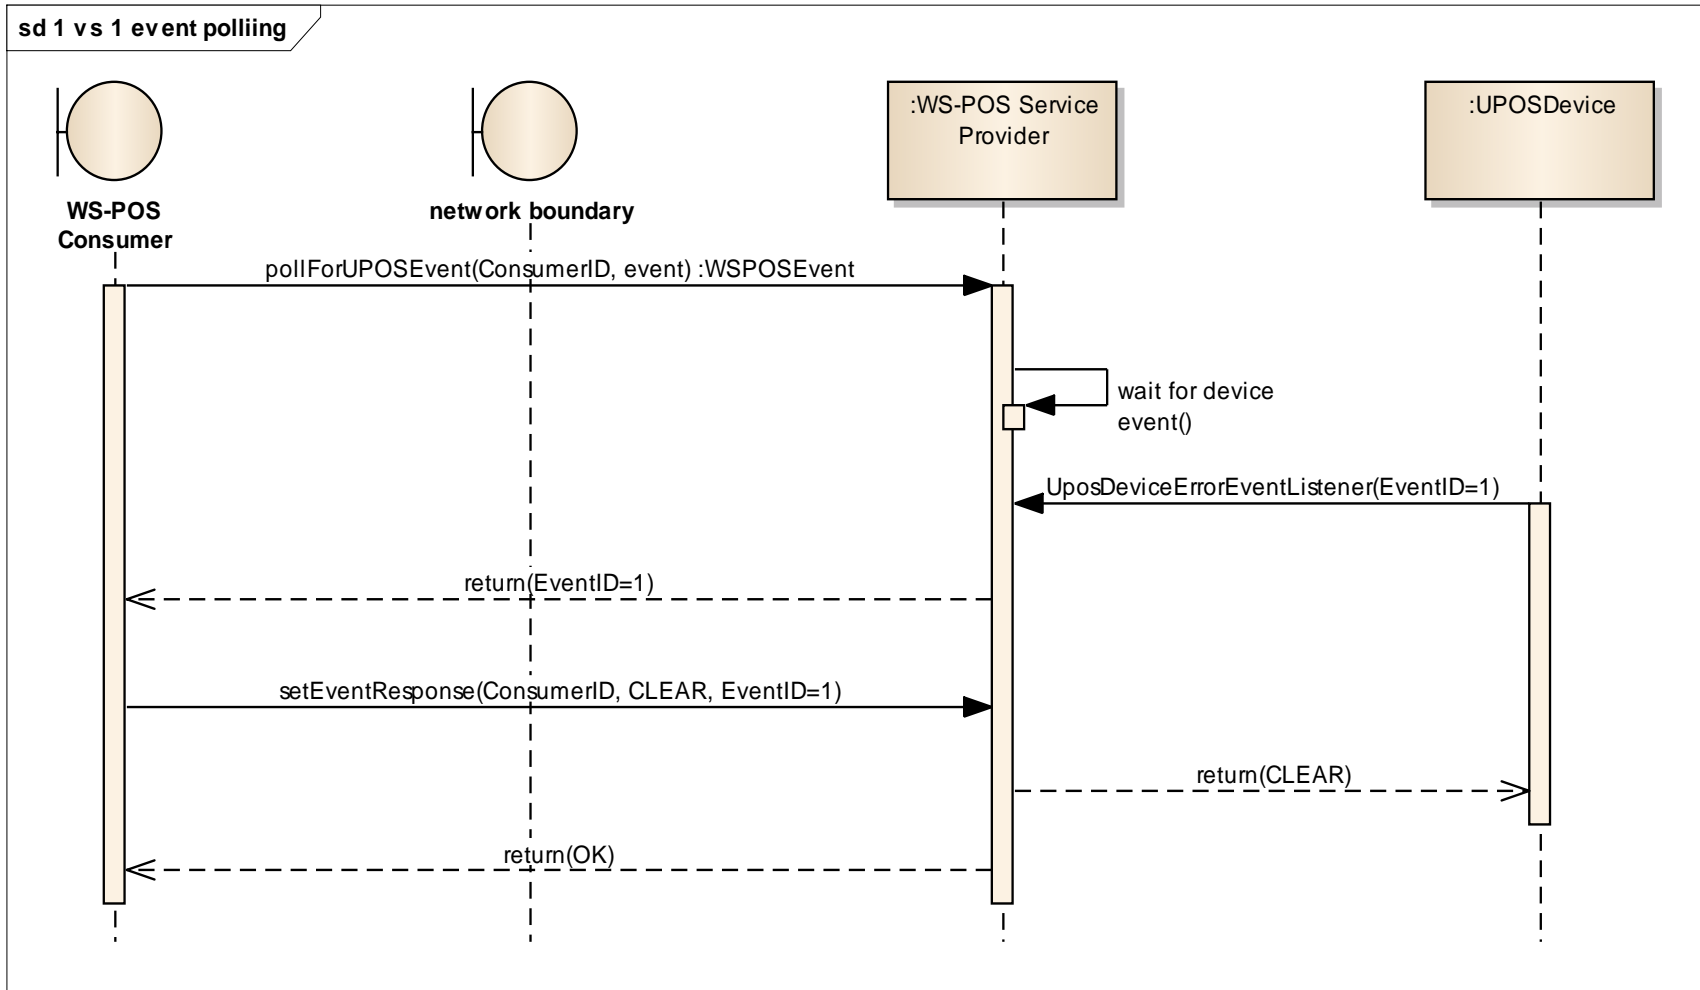 sd 1 vs 1 event polliing
WS-POS
Consumer
network boundary
:WS-POS Service
Provider
:UPOSDevice
pollForUPOSEvent(ConsumerID, event) :WSPOSEvent
wait for device
event()
UposDeviceErrorEventListener(EventID=1)
return(EventID=1)
setEventResponse(ConsumerID, CLEAR, EventID=1)
return(CLEAR)
return(OK)